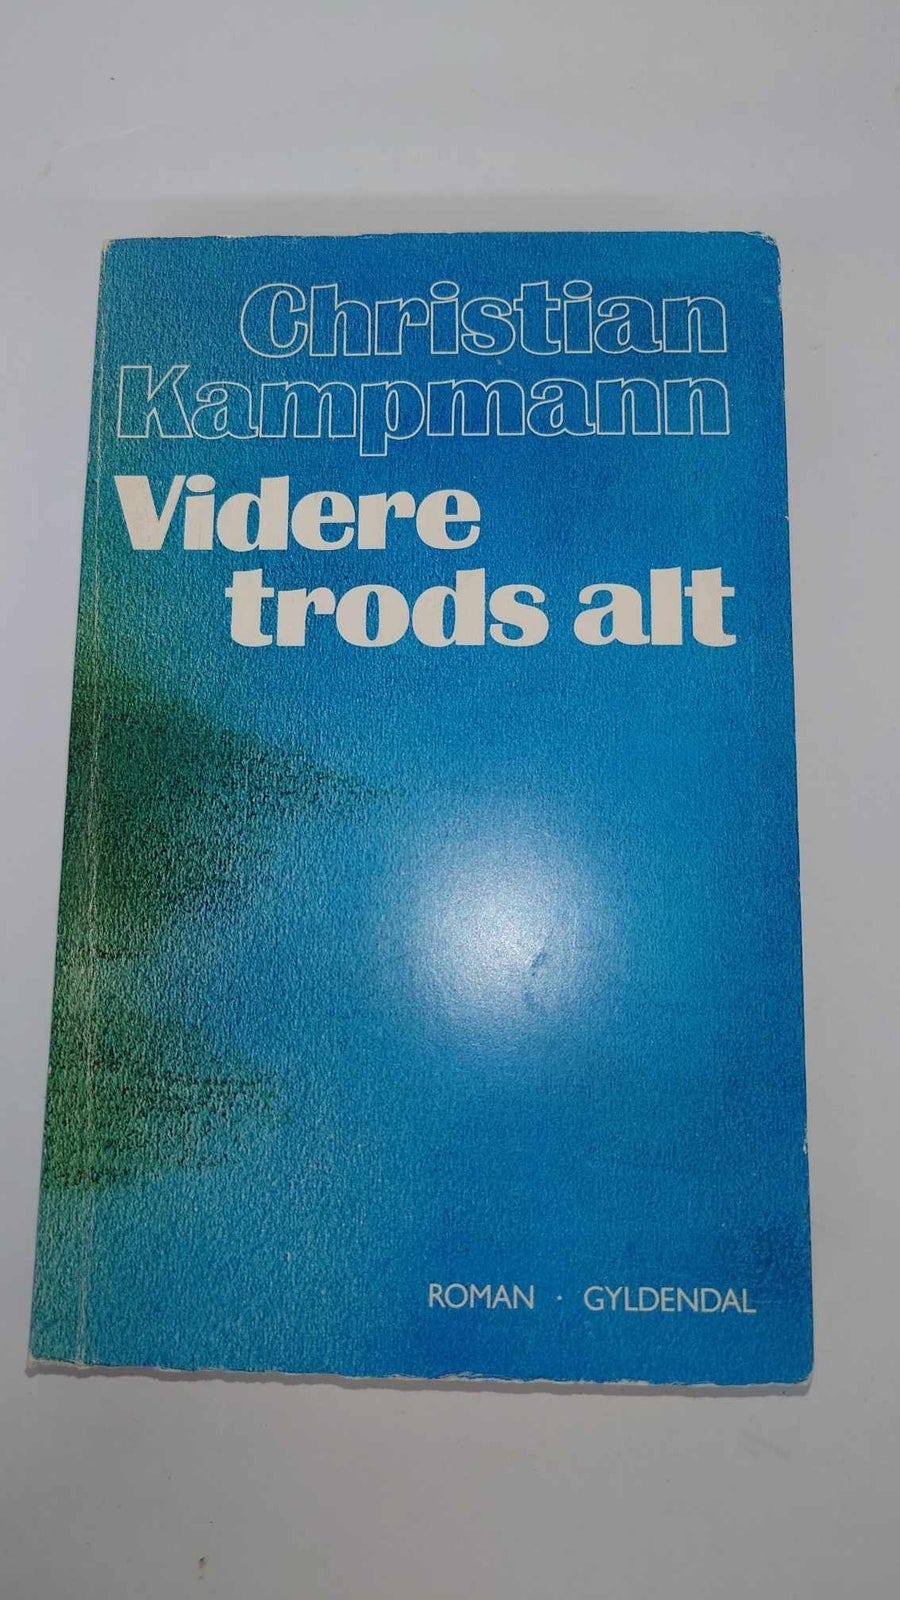 Christian
Kampmann
Videre
trods alt
ROMAN · GYLDENDAL